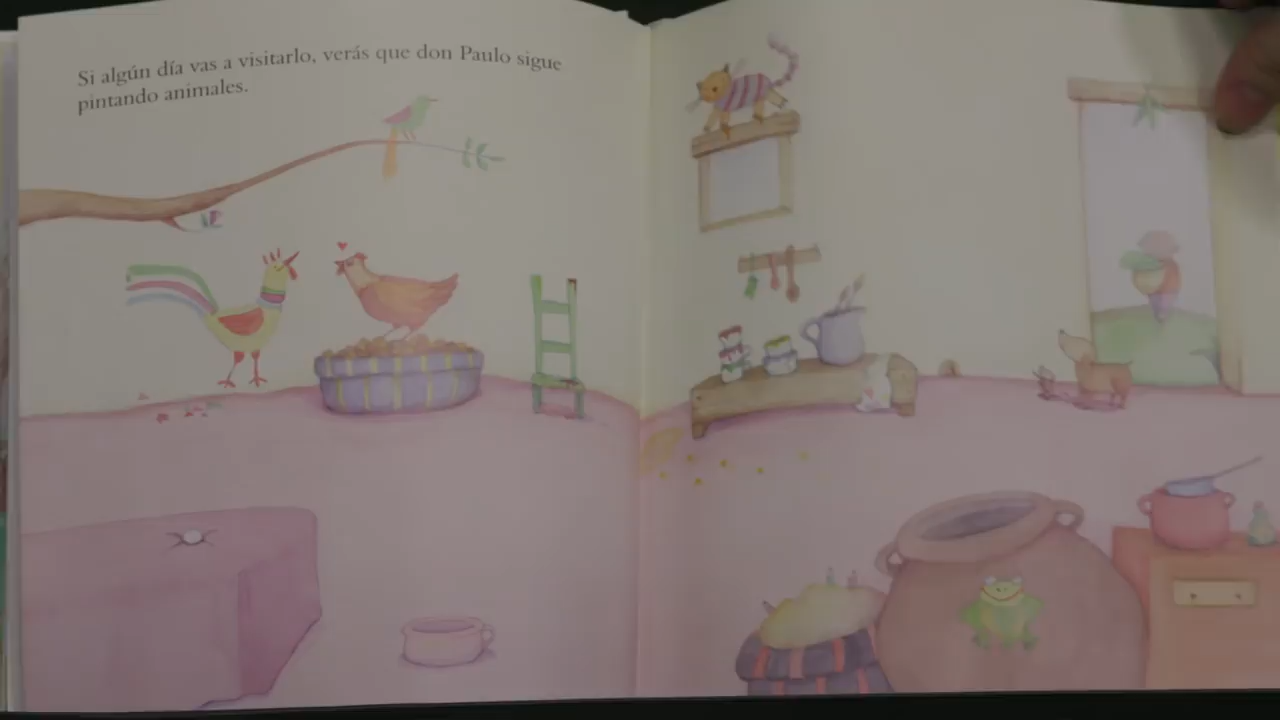 Si algún día vas a visitarlo, verás que don Paulo sigue
pintando animales.